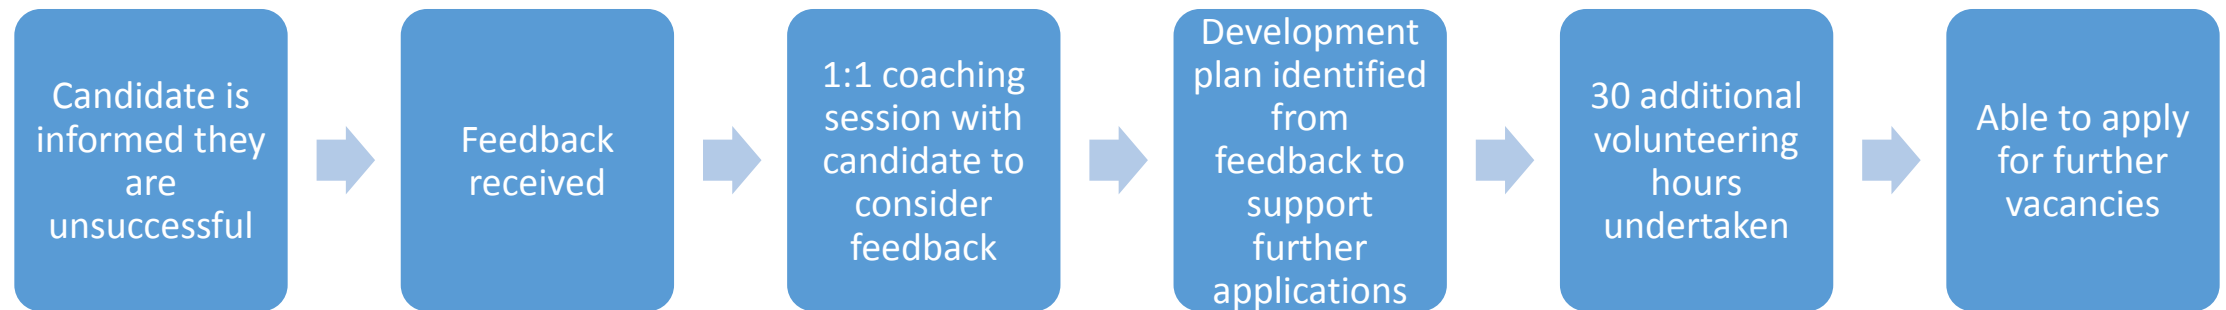 Candidate is
informed they
are
unsuccessful
Feedback
received
1:1 coaching
session with
candidate to
consider
feedback
Development
plan identified
from
feedback to
support
further
applications
30 additional
volunteering
hours
undertaken
Able to apply
for further
vacancies